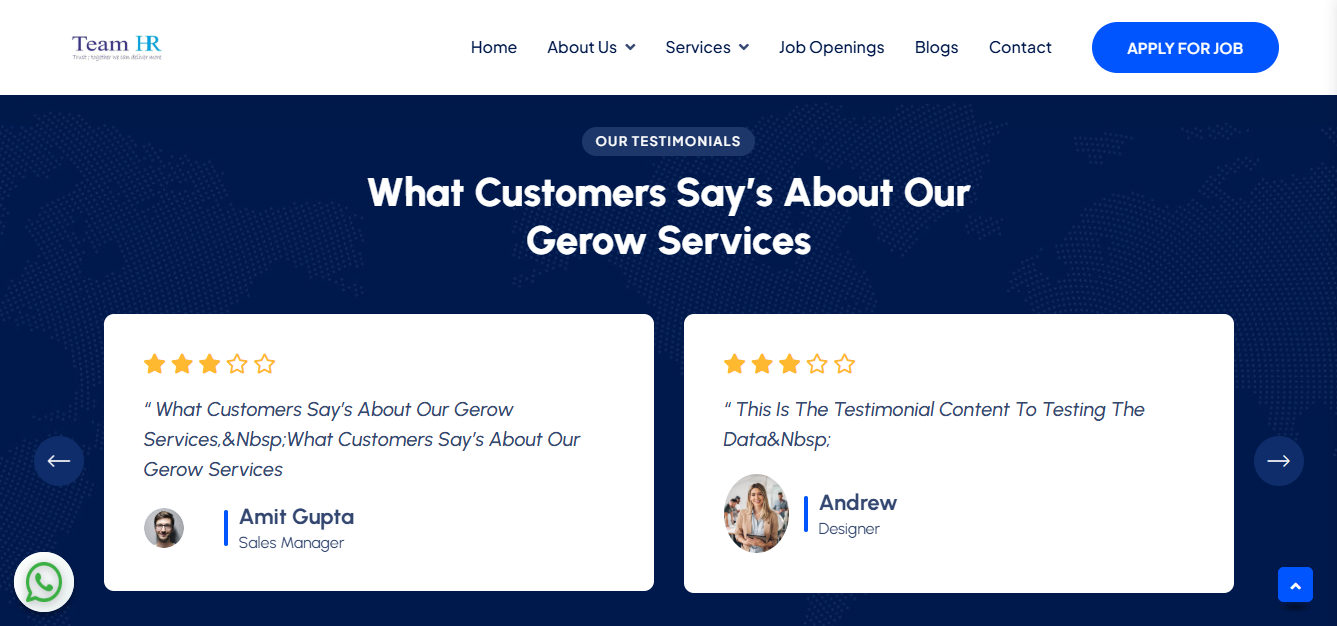 Team HR
Trust; together we can deliver more
Home
About Us
Services
Job Openings
Blogs
Contact
APPLY FOR JOB
OUR TESTIMONIALS
What Customers Say’s About Our
Gerow Services
“ What Customers Say’s About Our Gerow
Services,&Nbsp;What Customers Say’s About Our
Gerow Services
Amit Gupta
Sales Manager
“ This Is The Testimonial Content To Testing The
Data&Nbsp;
Andrew
Designer